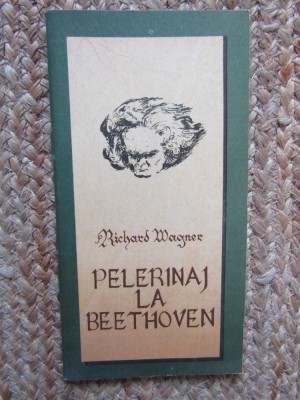 Richard Wagner
PELERINAJ
LA
BEETHOVEN